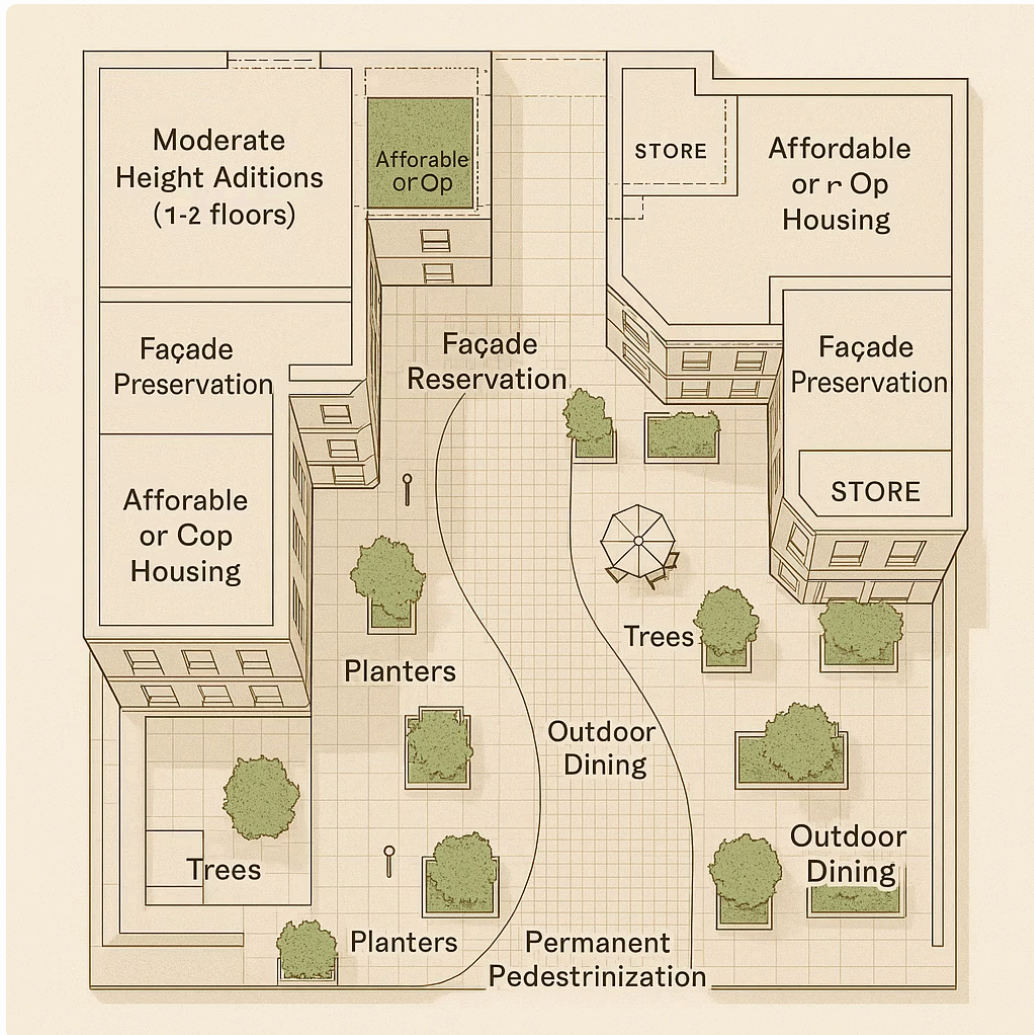 Moderate
Height Aditions
(1-2 floors)
Afforable
or Op
STORE
Affordable
or r Op
Housing
Façade
Preservation
Façade
Reservation
Façade
Preservation
Afforable
or Cop
Housing
STORE
Trees
Planters
Outdoor
Dining
Outdoor
Dining
Trees
Planters
Permanent
Pedestrinization